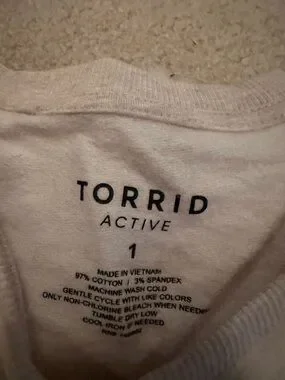 TORRID
ACTIVE
1
MADE IN VIETNAM
97% COTTON / 3% SPANDEX
MACHINE WASH COLD
GENTLE CYCLE WITH LIKE COLORS
ONLY NON-CHLORINE BLEACH WHEN NEEDED
TUMBLE DRY LOW
COOL IRON IF NEEDED